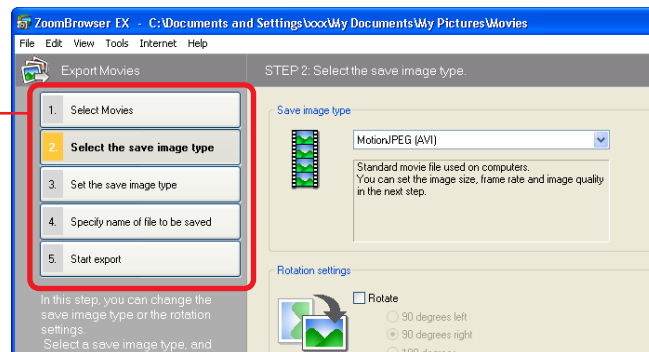 ZoomBrowser EX - C:\Documents and Settings\xxx\My Documents\My Pictures\Movies
File Edit View Tools Internet Help
Export Movies
STEP 2: Select the save image type.
1. Select Movies
2. Select the save image type
3. Set the save image type
4. Specify name of file to be saved
5. Start export
In this step, you can change the
save image type or the rotation
settings.
Select a save image type, and
Save image type
MotionJPEG (AVI)
Standard movie file used on computers.
You can set the image size, frame rate and image quality
in the next step.
Rotation settings
Rotate
90 degrees left
90 degrees right
180 degrees